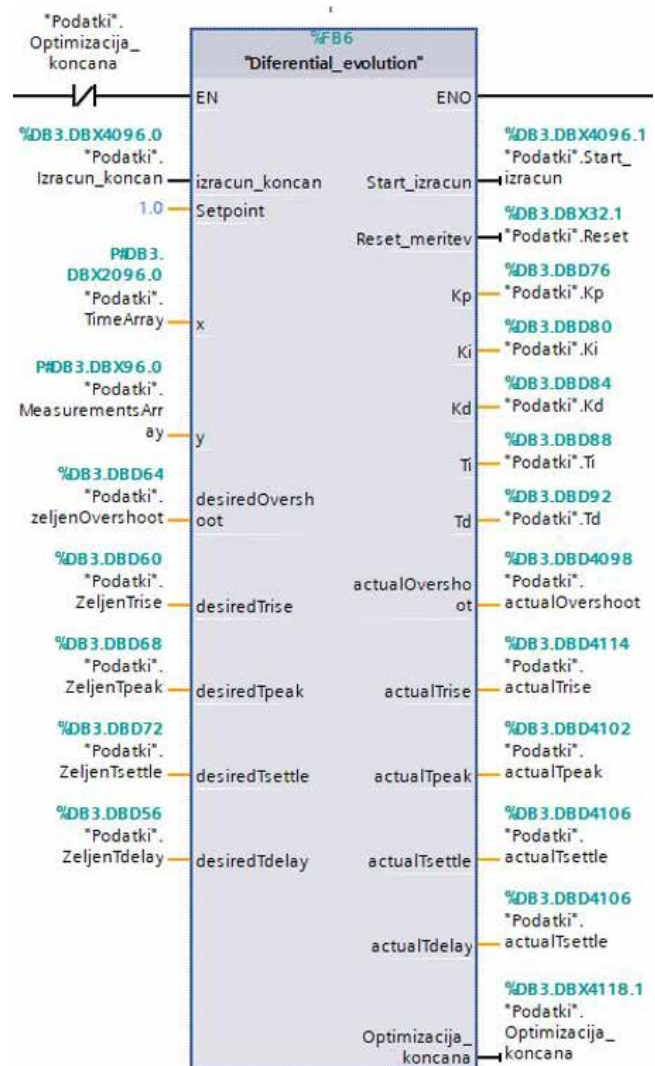 "Podatki".
Optimizacija_
koncana
%FB6
"Diferential_evolution"
EN
ENO
%DB3.DBX4096.0
"Podatki".
Izracun_koncan
izracun_koncan
Start_izracun
%DB3.DBX4096.1
"Podatki".Start_
izracun
1.0
Setpoint
Reset_meritev
%DB3.DBX32.1
"Podatki".Reset
P#DB3.
DBX2096.0
"Podatki".
TimeArray
x
Kp
%DB3.DBD76
"Podatki".Kp
Ki
%DB3.DBD80
"Podatki".Ki
P#DB3.DBX96.0
"Podatki".
MeasurementsArr
ay
y
Kd
%DB3.DBD84
"Podatki".Kd
Ti
%DB3.DBD88
"Podatki".Ti
%DB3.DBD64
"Podatki".
zeljenOvershoot
desiredOversh
oot
Td
%DB3.DBD92
"Podatki".Td
%DB3.DBD60
"Podatki".
ZeljenTrise
desiredTrise
actualOversho
ot
%DB3.DBD4098
"Podatki".
actualOvershoot
%DB3.DBD68
"Podatki".
ZeljenTpeak
desiredTpeak
actualTrise
%DB3.DBD4114
"Podatki".
actualTrise
%DB3.DBD72
"Podatki".
ZeljenTsettle
desiredTsettle
actualTpeak
%DB3.DBD4102
"Podatki".
actualTpeak
%DB3.DBD56
"Podatki".
ZeljenTdelay
desiredTdelay
actualTsettle
%DB3.DBD4106
"Podatki".
actualTsettle
actualTdelay
%DB3.DBD4106
"Podatki".
actualTsettle
Optimizacija_
koncana
%DB3.DBX4118.1
"Podatki".
Optimizacija_
koncana